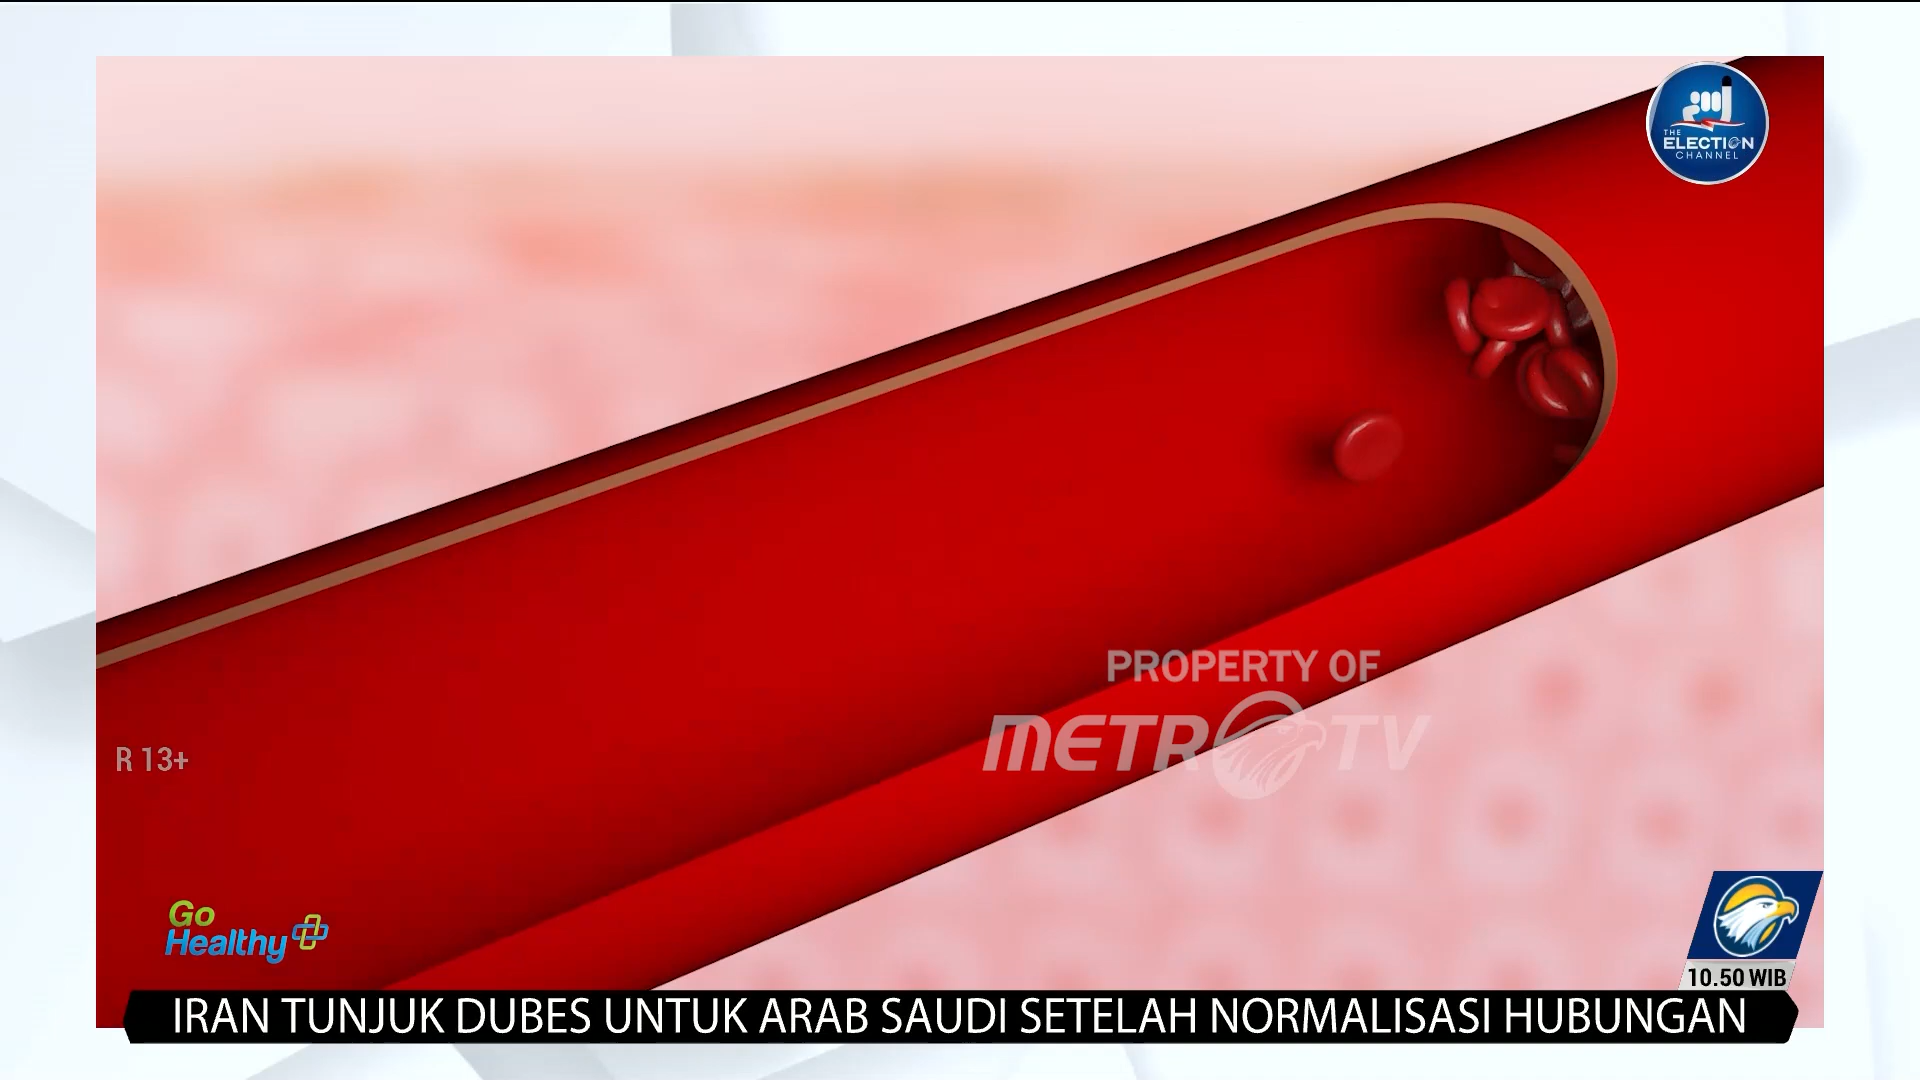 THE
ELECTION
CHANNEL
PROPERTY OF
METRO TV
R 13+
Go
Healthy
10.50 WIB
IRAN TUNJUK DUBES UNTUK ARAB SAUDI SETELAH NORMALISASI HUBUNGAN